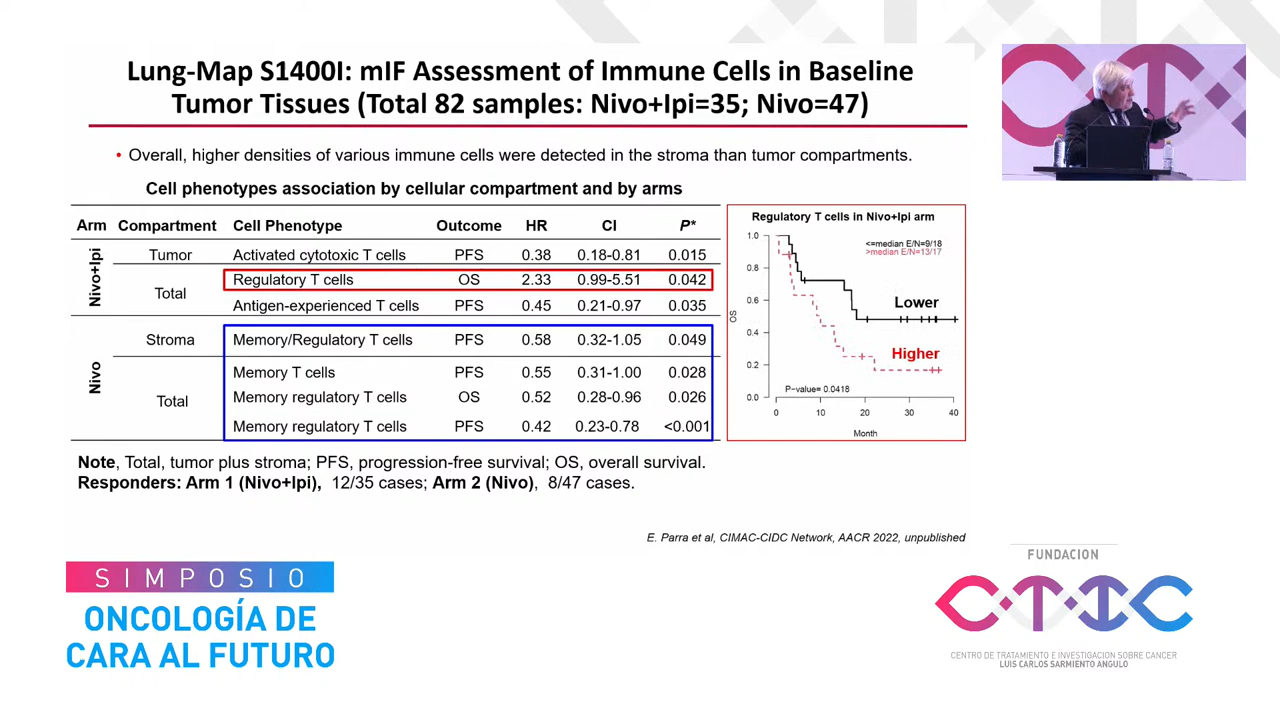 Lung-Map S1400I: mIF Assessment of Immune Cells in Baseline
Tumor Tissues (Total 82 samples: Nivo+Ipi=35; Nivo=47)
• Overall, higher densities of various immune cells were detected in the stroma than tumor compartments.
Cell phenotypes association by cellular compartment and by arms
Arm Compartment Cell Phenotype Outcome HR CI P*
Nivo+Ipi
Tumor Activated cytotoxic T cells PFS 0.38 0.18-0.81 0.015
Total
Regulatory T cells OS 2.33 0.99-5.51 0.042
Antigen-experienced T cells PFS 0.45 0.21-0.97 0.035
Nivo
Stroma Memory/Regulatory T cells PFS 0.58 0.32-1.05 0.049
Total
Memory T cells PFS 0.55 0.31-1.00 0.028
Memory regulatory T cells OS 0.52 0.28-0.96 0.026
Memory regulatory T cells PFS 0.42 0.23-0.78 <0.001
Regulatory T cells in Nivo+Ipi arm
<=median E/N=9/18
>median E/N=13/17
1.0
0.8
0.6
0.4
0.2
0.0
OS
Lower
Higher
P-value= 0.0418
0 10 20 30 40
Month
Note, Total, tumor plus stroma; PFS, progression-free survival; OS, overall survival.
Responders: Arm 1 (Nivo+Ipi), 12/35 cases; Arm 2 (Nivo), 8/47 cases.
E. Parra et al, CIMAC-CIDC Network, AACR 2022, unpublished
SIMPOSIO
ONCOLOGÍA DE
CARA AL FUTURO
FUNDACION
CTIC
CENTRO DE TRATAMIENTO E INVESTIGACION SOBRE CANCER
LUIS CARLOS SARMIENTO ANGULO